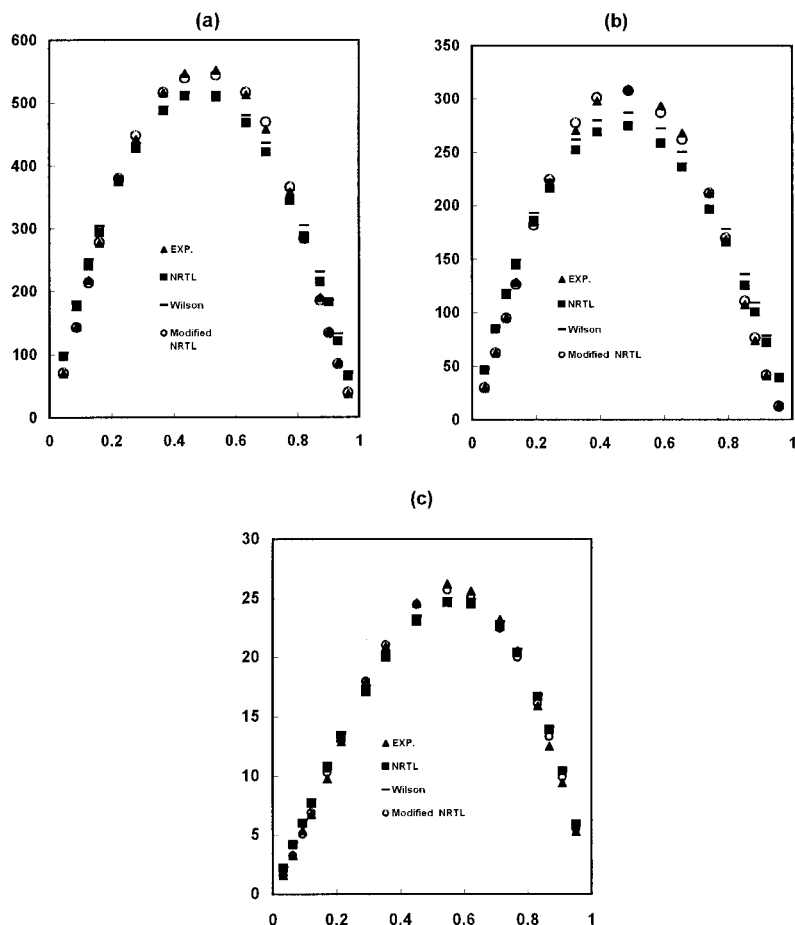 (a)
600
500
400
300
200
100
0
EXP.
NRTL
Wilson
Modified
NRTL
0 0.2 0.4 0.6 0.8 1
(b)
350
300
250
200
150
100
50
0
EXP.
NRTL
Wilson
Modified NRTL
0 0.2 0.4 0.6 0.8 1
(c)
30
25
20
15
10
5
0
EXP.
NRTL
Wilson
Modified NRTL
0 0.2 0.4 0.6 0.8 1